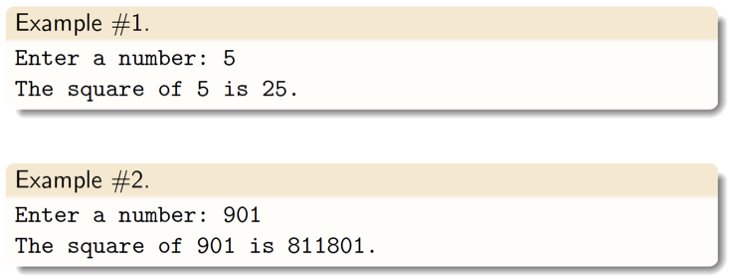 Example #1.
Enter a number: 5
The square of 5 is 25.
Example #2.
Enter a number: 901
The square of 901 is 811801.